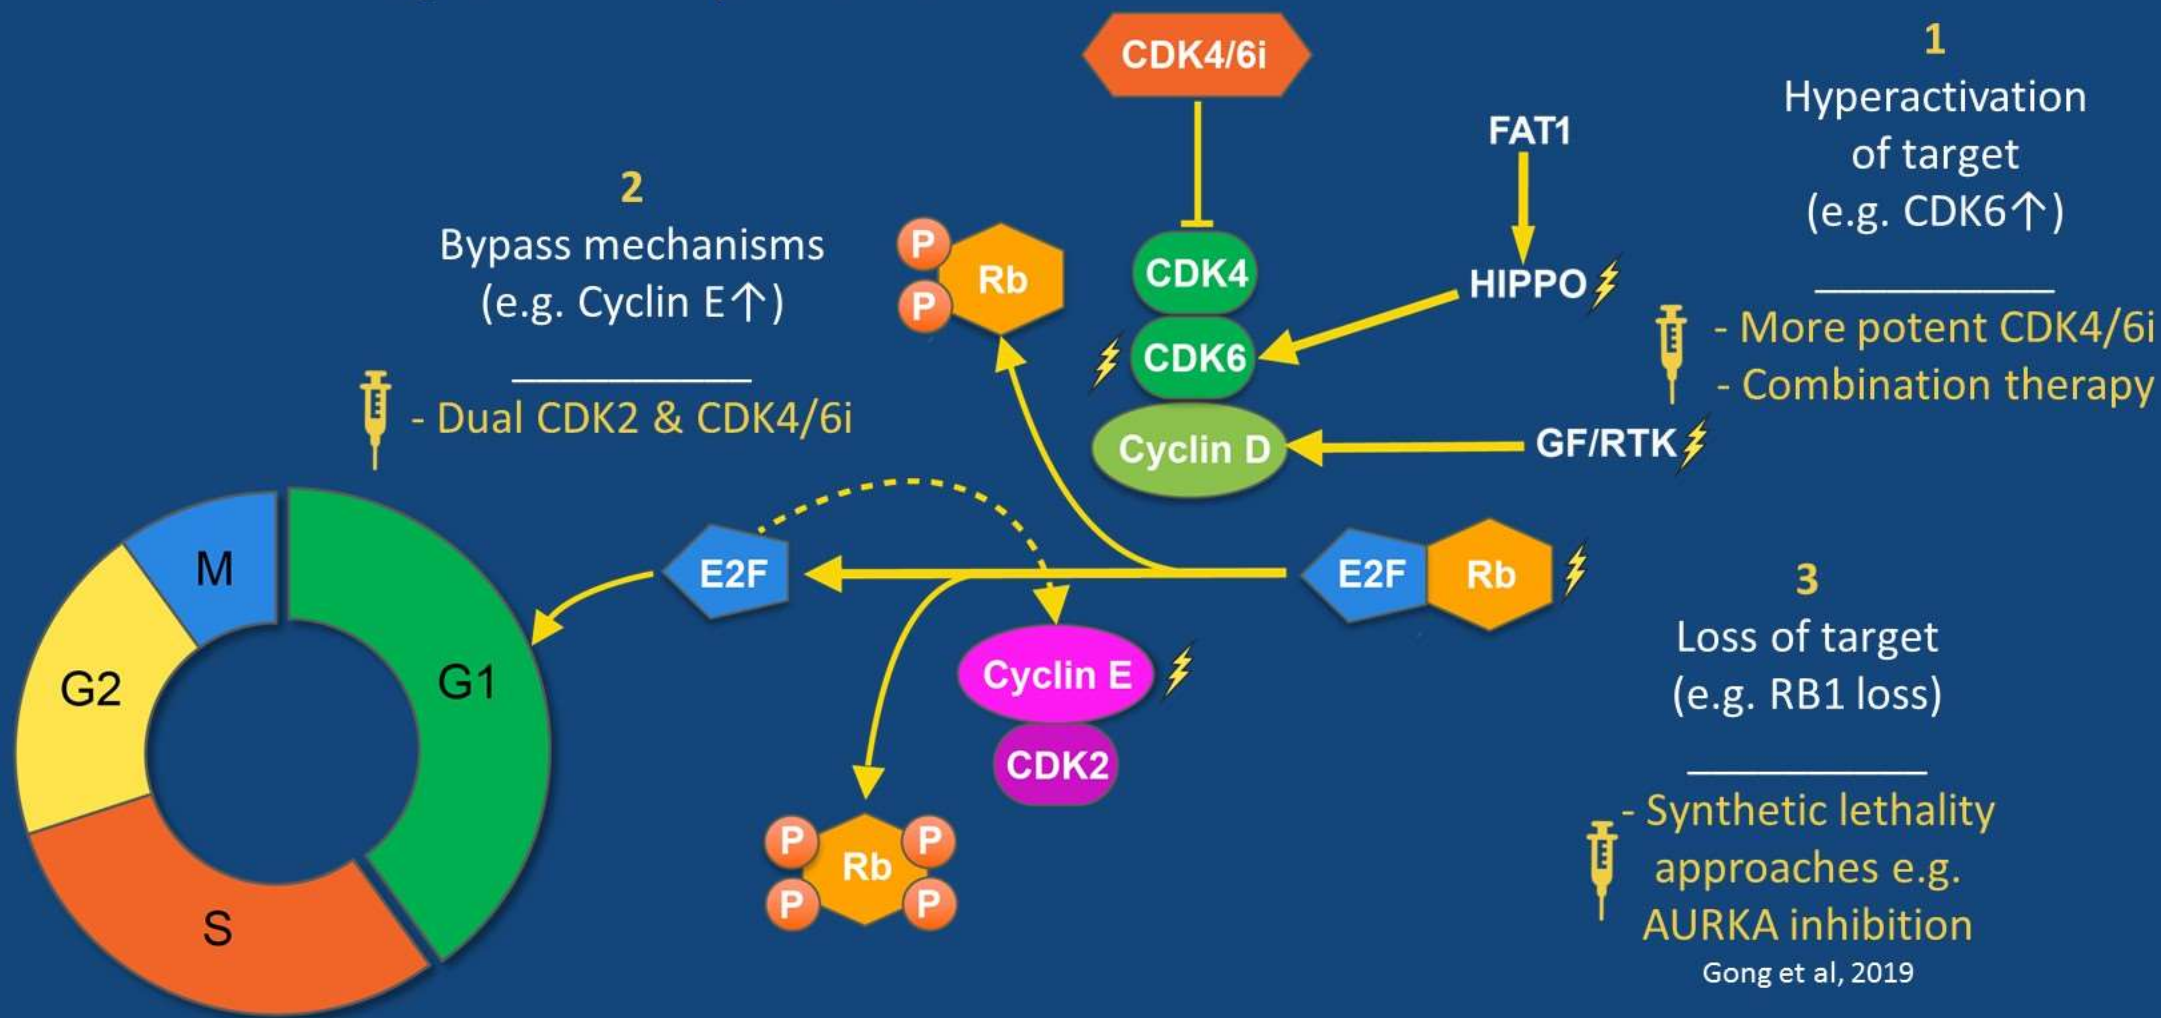 CDK4/6i
1
Hyperactivation
of target
(e.g. CDK6↑)
- More potent CDK4/6i
- Combination therapy
FAT1
HIPPO
GF/RTK
2
Bypass mechanisms
(e.g. Cyclin E↑)
- Dual CDK2 & CDK4/6i
P
P
Rb
CDK4
CDK6
Cyclin D
E2F
E2F
Rb
Cyclin E
CDK2
P
P
Rb
P
P
M
G1
G2
S
3
Loss of target
(e.g. RB1 loss)
- Synthetic lethality
approaches e.g.
AURKA inhibition
Gong et al, 2019